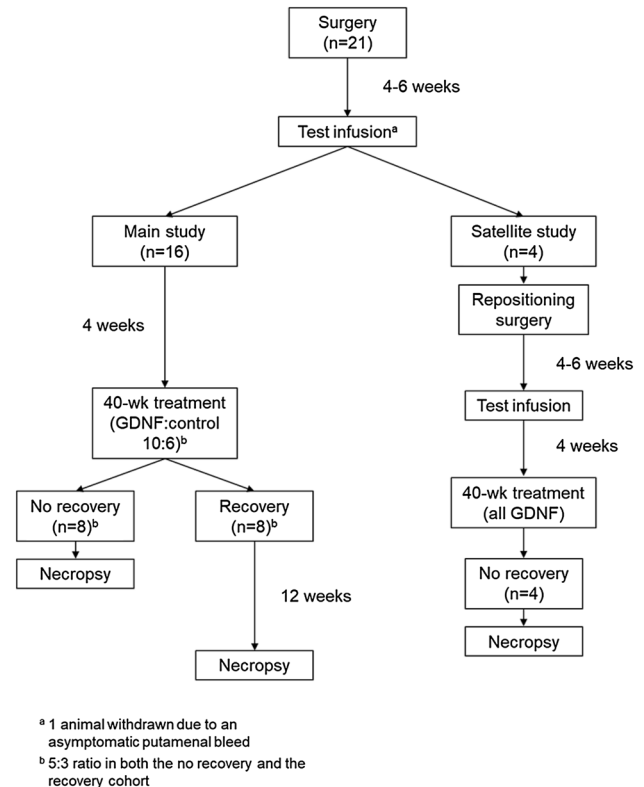 Surgery
(n=21)
4-6 weeks
Test infusionᵃ
Main study
(n=16)
Satellite study
(n=4)
4 weeks
Repositioning
surgery
4-6 weeks
40-wk treatment
(GDNF:control
10:6)ᵇ
Test infusion
4 weeks
No recovery
(n=8)ᵇ
Recovery
(n=8)ᵇ
40-wk treatment
(all GDNF)
Necropsy
12 weeks
No recovery
(n=4)
Necropsy
Necropsy
ᵃ 1 animal withdrawn due to an
asymptomatic putamenal bleed
ᵇ 5:3 ratio in both the no recovery and the
recovery cohort